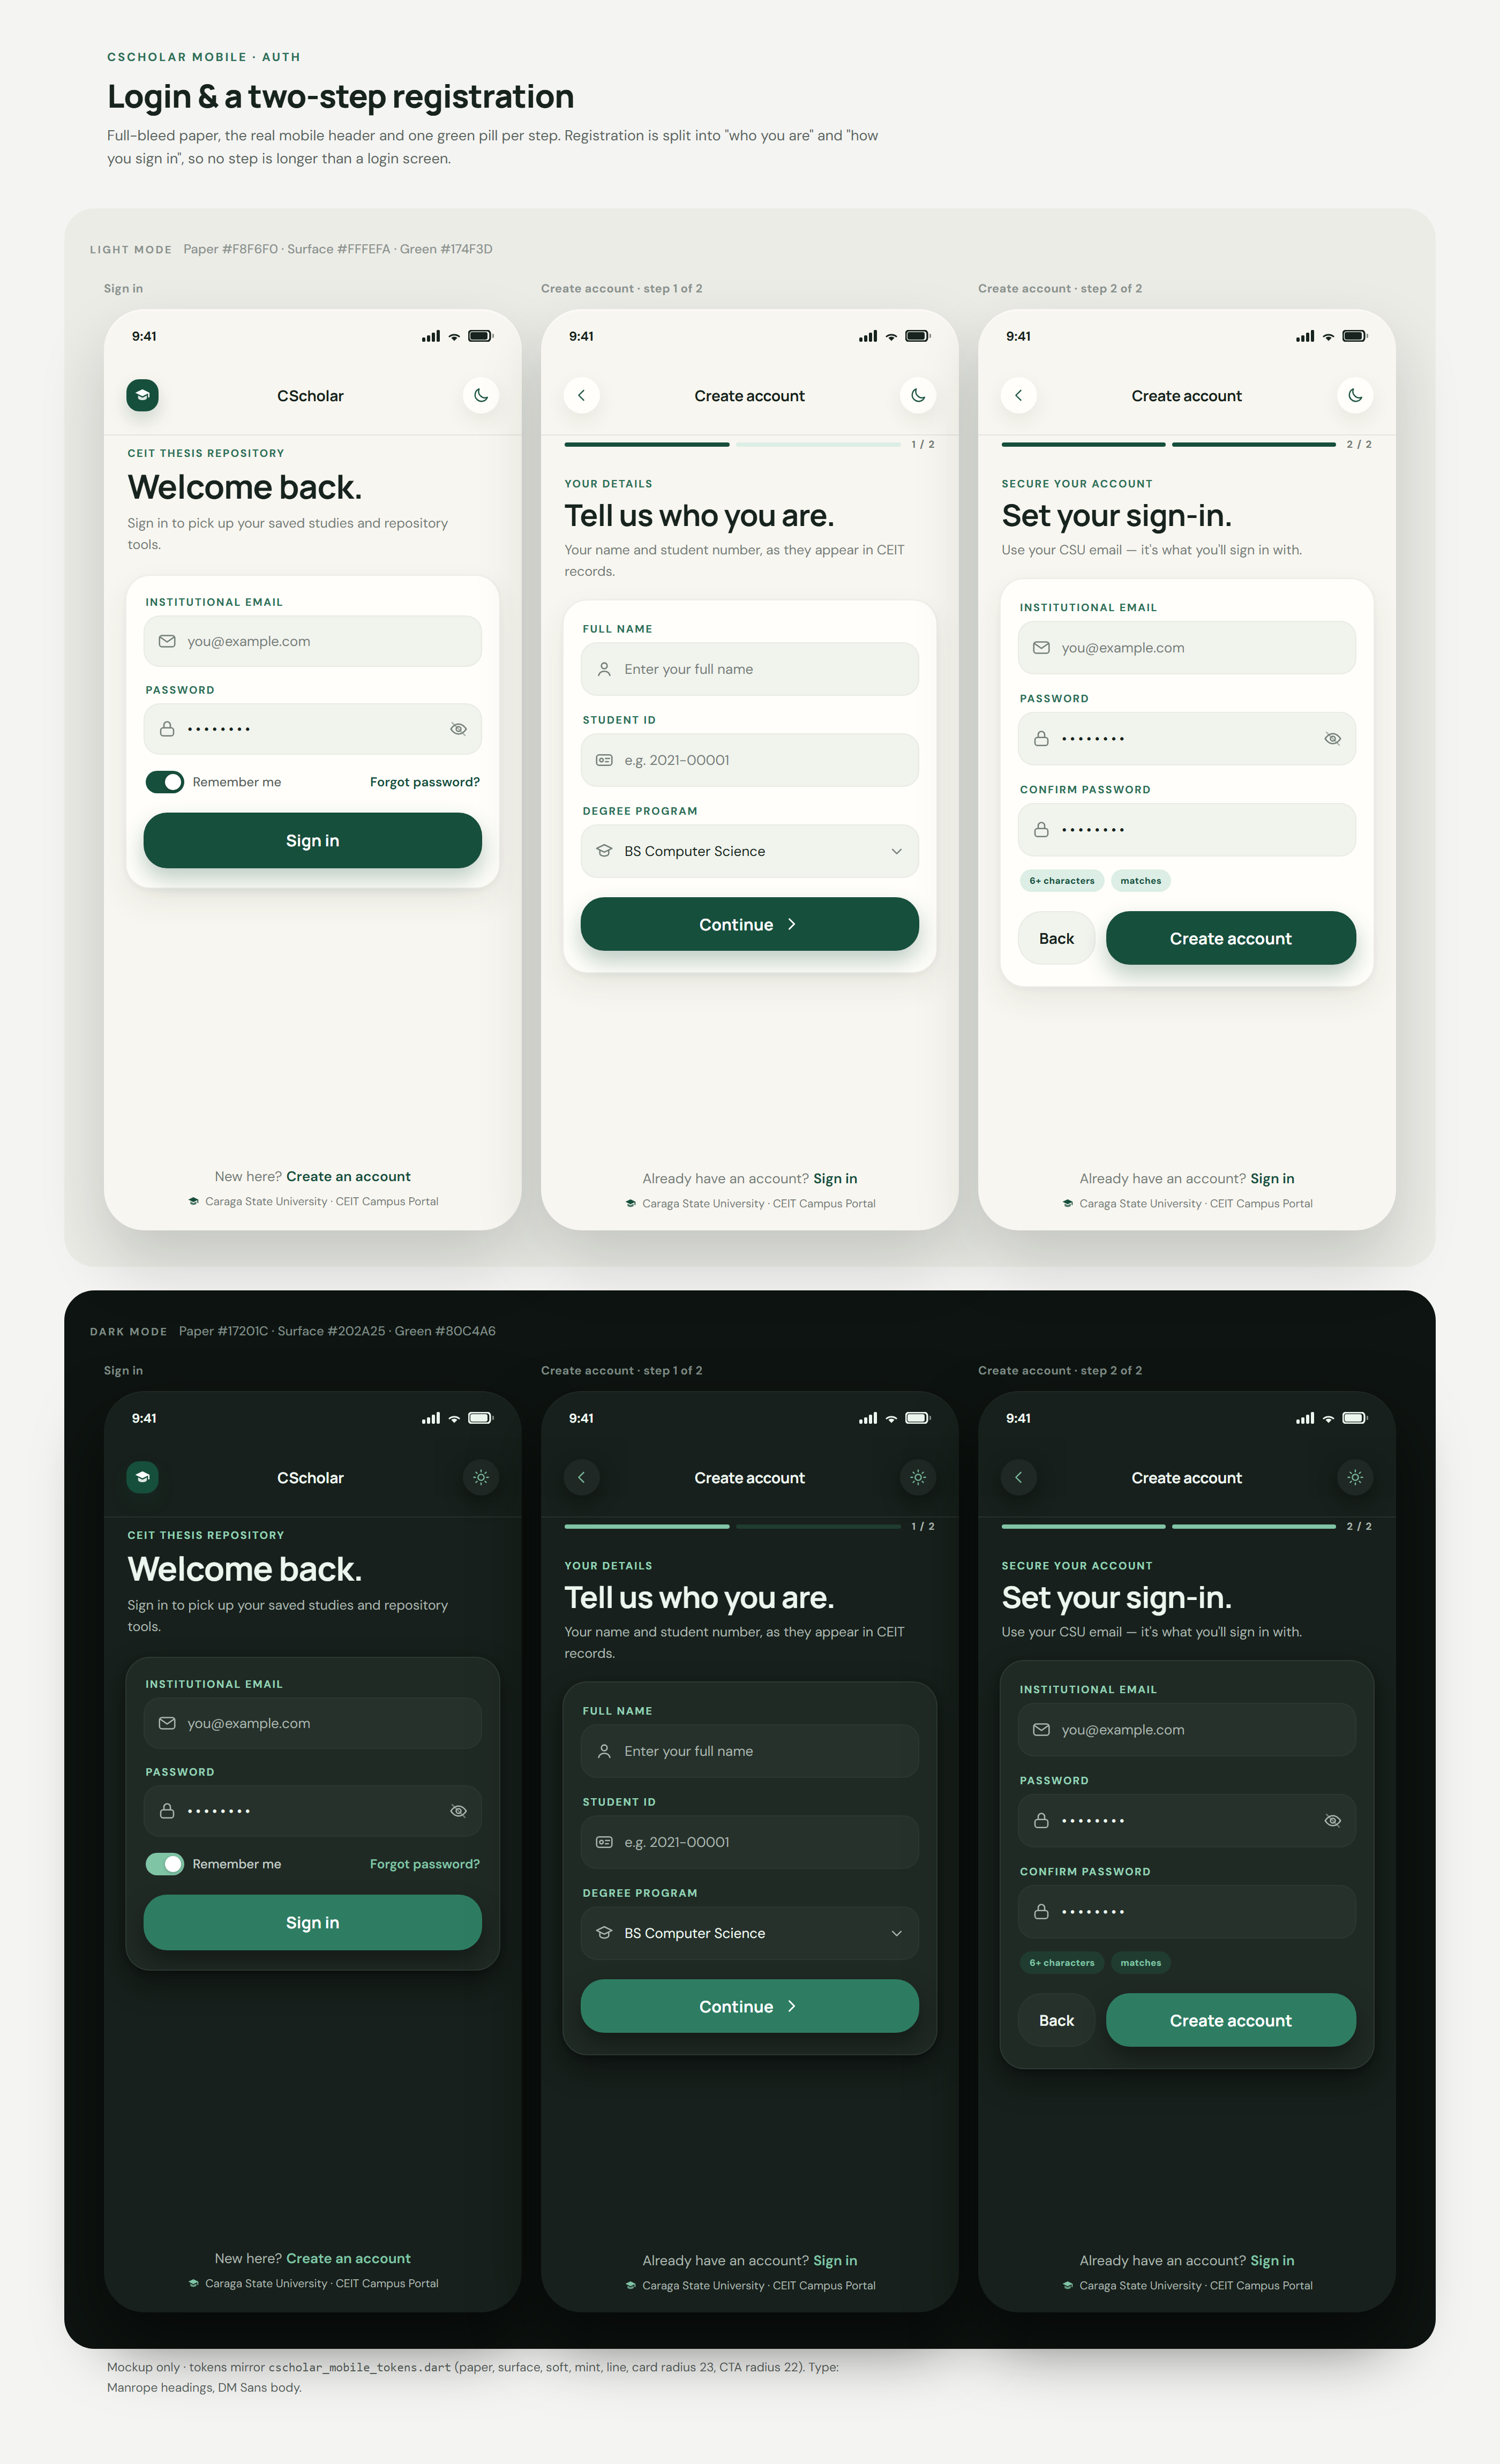 CSCHOLAR MOBILE · AUTH
Login & a two-step registration
Full-bleed paper, the real mobile header and one green pill per step. Registration is split into "who you are" and "how
you sign in", so no step is longer than a login screen.
LIGHT MODE Paper #F8F6F0 · Surface #FFFEFA · Green #174F3D
Sign in
9:41
CScholar
CEIT THESIS REPOSITORY
Welcome back.
Sign in to pick up your saved studies and repository
tools.
INSTITUTIONAL EMAIL
you@example.com
PASSWORD
••••••••
Remember me
Forgot password?
Sign in
New here? Create an account
Caraga State University · CEIT Campus Portal
Create account · step 1 of 2
9:41
Create account
1 / 2
YOUR DETAILS
Tell us who you are.
Your name and student number, as they appear in CEIT
records.
FULL NAME
Enter your full name
STUDENT ID
e.g. 2021-00001
DEGREE PROGRAM
BS Computer Science
Continue
Already have an account? Sign in
Caraga State University · CEIT Campus Portal
Create account · step 2 of 2
9:41
Create account
2 / 2
SECURE YOUR ACCOUNT
Set your sign-in.
Use your CSU email — it's what you'll sign in with.
INSTITUTIONAL EMAIL
you@example.com
PASSWORD
••••••••
CONFIRM PASSWORD
••••••••
6+ characters
matches
Back
Create account
Already have an account? Sign in
Caraga State University · CEIT Campus Portal
DARK MODE Paper #17201C · Surface #202A25 · Green #80C4A6
Sign in
9:41
CScholar
CEIT THESIS REPOSITORY
Welcome back.
Sign in to pick up your saved studies and repository
tools.
INSTITUTIONAL EMAIL
you@example.com
PASSWORD
••••••••
Remember me
Forgot password?
Sign in
New here? Create an account
Caraga State University · CEIT Campus Portal
Create account · step 1 of 2
9:41
Create account
1 / 2
YOUR DETAILS
Tell us who you are.
Your name and student number, as they appear in CEIT
records.
FULL NAME
Enter your full name
STUDENT ID
e.g. 2021-00001
DEGREE PROGRAM
BS Computer Science
Continue
Already have an account? Sign in
Caraga State University · CEIT Campus Portal
Create account · step 2 of 2
9:41
Create account
2 / 2
SECURE YOUR ACCOUNT
Set your sign-in.
Use your CSU email — it's what you'll sign in with.
INSTITUTIONAL EMAIL
you@example.com
PASSWORD
••••••••
CONFIRM PASSWORD
••••••••
6+ characters
matches
Back
Create account
Already have an account? Sign in
Caraga State University · CEIT Campus Portal
Mockup only · tokens mirror cscholar_mobile_tokens.dart (paper, surface, soft, mint, line, card radius 23, CTA radius 22). Type:
Manrope headings, DM Sans body.